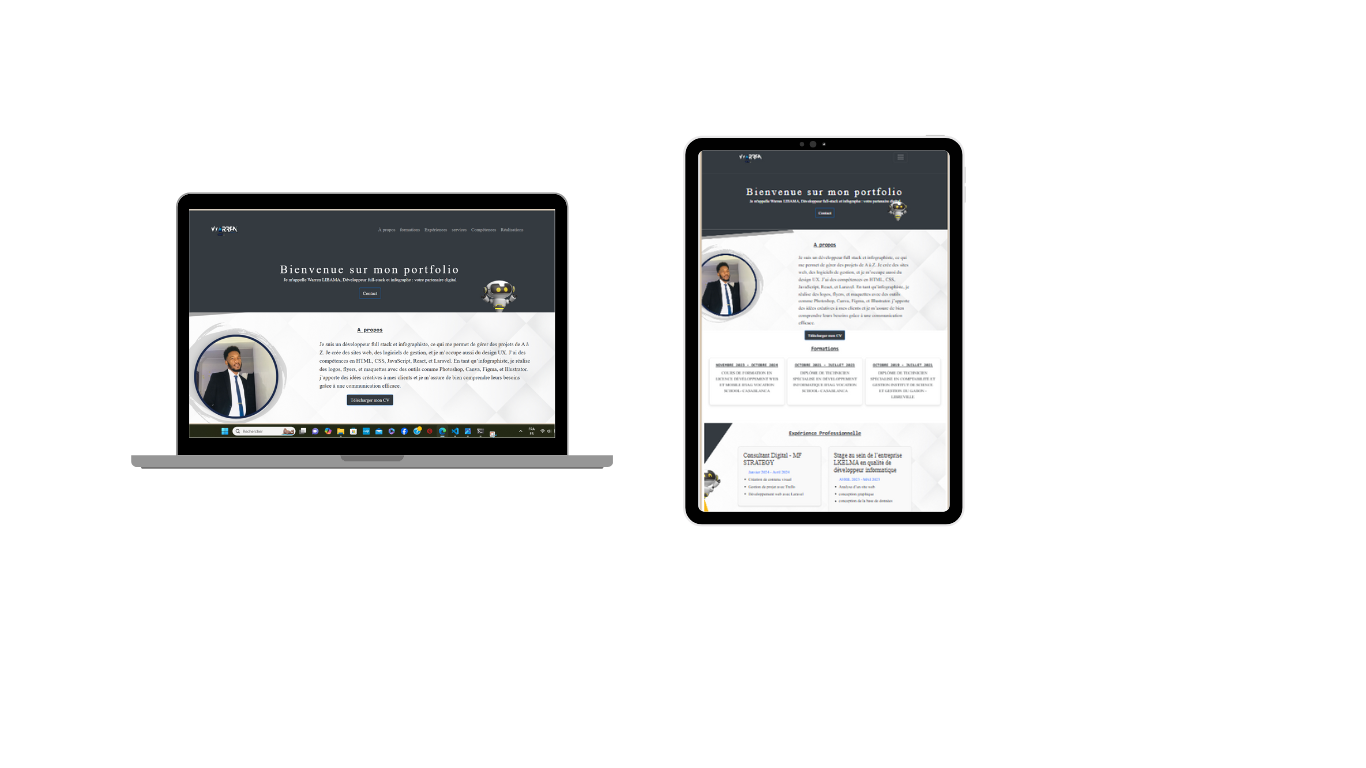 A propos formations Expériences services Compétences Réalisations
Bienvenue sur mon portfolio
Je m'appelle Warren LIBAMA, Développeur full-stack et infographe : votre partenaire digital
Contact
A propos
Je suis un développeur full stack et infographiste, ce qui me permet de gérer des projets de A à
Z. Je crée des sites web, des logiciels de gestion, et je m'occupe aussi du design UX. J'ai des
compétences en HTML, CSS, JavaScript, React, et Laravel. En tant qu'infographiste, je réalise
des logos, flyers, et maquettes avec des outils comme Photoshop, Canva, Figma, et Illustrator.
j'apporte des idées créatives à mes clients et je m'assure de bien comprendre leurs besoins
grâce à une communication efficace.
Télécharger mon CV
Rechercher
Bienvenue sur mon portfolio
Je m'appelle Warren LIBAMA, Développeur full-stack et infographe : votre partenaire digital
Contact
A propos
Je suis un développeur full stack et infographiste, ce qui
me permet de gérer des projets de A à Z. Je crée des sites
web, des logiciels de gestion, et je m'occupe aussi du
design UX. J'ai des compétences en HTML, CSS,
JavaScript, React, et Laravel. En tant qu'infographiste, je
réalise des logos, flyers, et maquettes avec des outils
comme Photoshop, Canva, Figma, et Illustrator. j'apporte
des idées créatives à mes clients et je m'assure de bien
comprendre leurs besoins grâce à une communication
efficace.
Télécharger mon CV
Formations
NOVEMBRE 2023 - OCTOBRE 2024
COURS DE FORMATION EN
LICENCE DEVELOPPEMENT WEB
ET MOBILE
SCHOOL-CASABLANCA
OCTOBRE 2021 - JUILLET 2023
DIPLOME DE TECHNICIEN
SPECIALISE EN DEVELOPPEMENT
INFORMATIQUE
SCHOOL-CASABLANCA
OCTOBRE 2019 - JUILLET 2021
DIPLOME DE TECHNICIEN
SPECIALISE EN COMPTABILITE ET
GESTION INSTITUT DE GESTION
LIBREVILLE
Expérience Professionnelle
Consultant Digital - MF
STRATEGY
Janvier 2024 - Avril 2024
Création de contenu visuel
Gestion de projet avec Trello
Développement web avec Laravel
Stage au sein de l'entreprise
LKELMA en qualité de
développeur informatique
AVRIL 2023 - MAI 2023
Analyse d'un site web
conception graphique
conception de la base de données